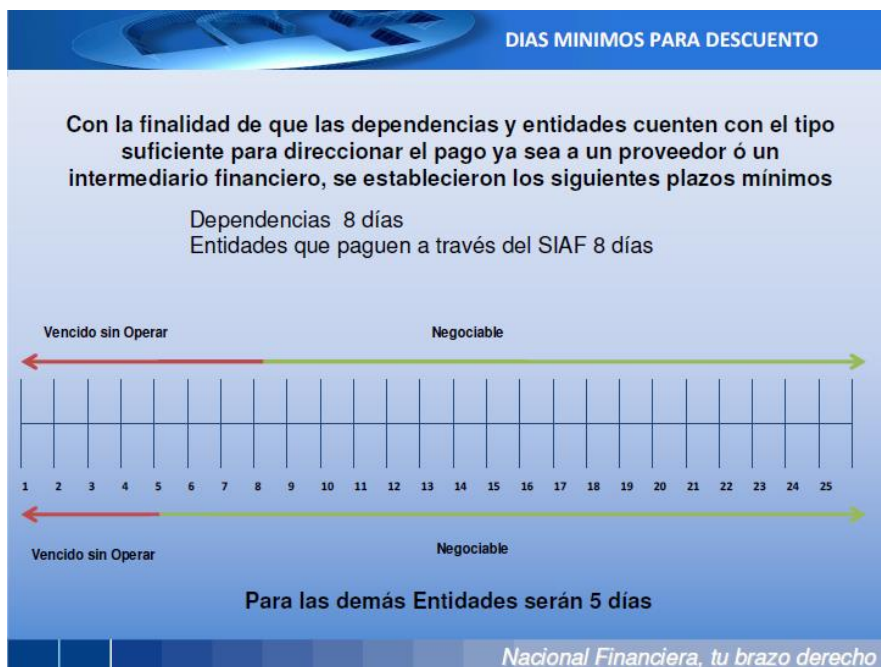 DIAS MINIMOS PARA DESCUENTO
Con la finalidad de que las dependencias y entidades cuenten con el tipo
suficiente para direccionar el pago ya sea a un proveedor ó un
intermediario financiero, se establecieron los siguientes plazos mínimos
Dependencias 8 días
Entidades que paguen a través del SIAF 8 días
Vencido sin Operar Negociable
1 2 3 4 5 6 7 8 9 10 11 12 13 14 15 16 17 18 19 20 21 22 23 24 25
Vencido sin Operar Negociable
Para las demás Entidades serán 5 días
Nacional Financiera, tu brazo derecho